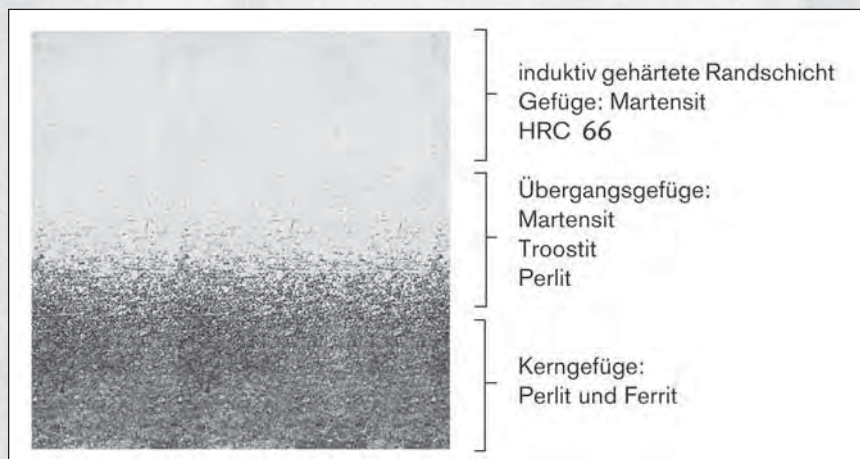 induktiv gehärtete Randschicht
Gefüge: Martensit
HRC 66
Übergangsgefüge:
Martensit
Troostit
Perlit
Kerngefüge:
Perlit und Ferrit